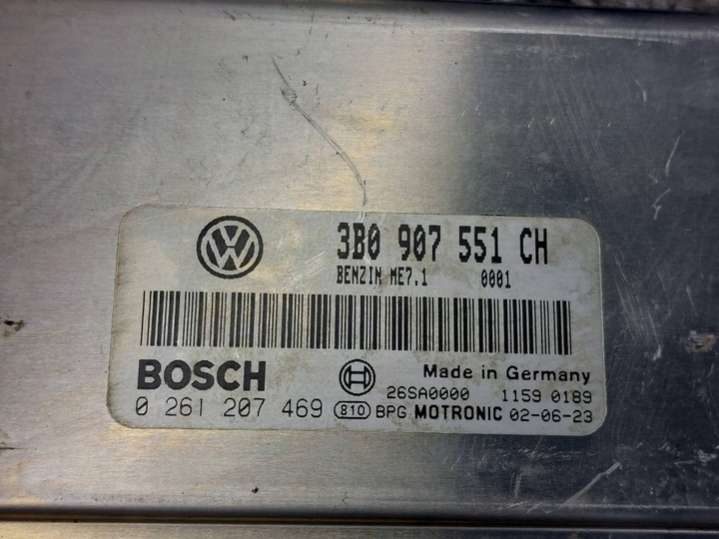 3B0 907 551 CH
BENZIN ME7.1 0001
BOSCH
Made in Germany
26SA0000 1159 0189
0 261 207 469 810 BPG MOTRONIC 02-06-23